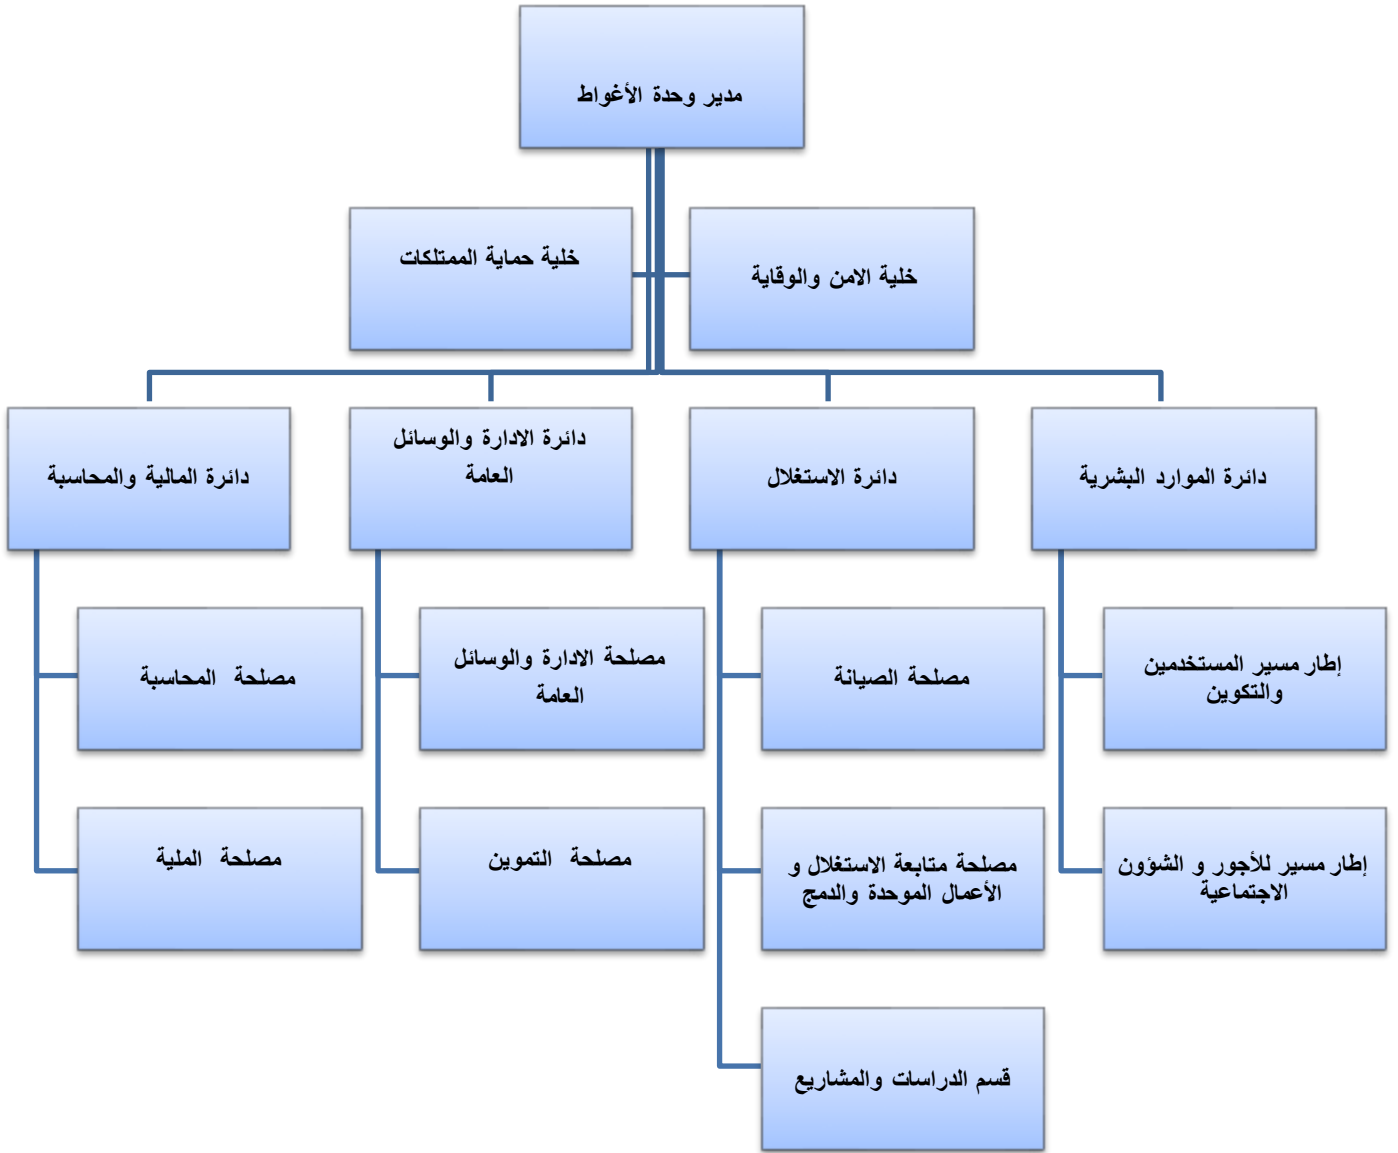 مدير وحدة الأغواط
خلية الامن والوقاية
خلية حماية الممتلكات
دائرة الموارد البشرية
دائرة الاستغلال
دائرة الادارة والوسائل
العامة
دائرة المالية والمحاسبة
إطار مسير المستخدمين
والتكوين
مصلحة الصيانة
مصلحة الادارة والوسائل
العامة
مصلحة المحاسبة
إطار مسير للأجور و الشؤون
الاجتماعية
مصلحة متابعة الاستغلال و
الأعمال الموحدة والدمج
مصلحة التموين
مصلحة الملية
قسم الدراسات والمشاريع